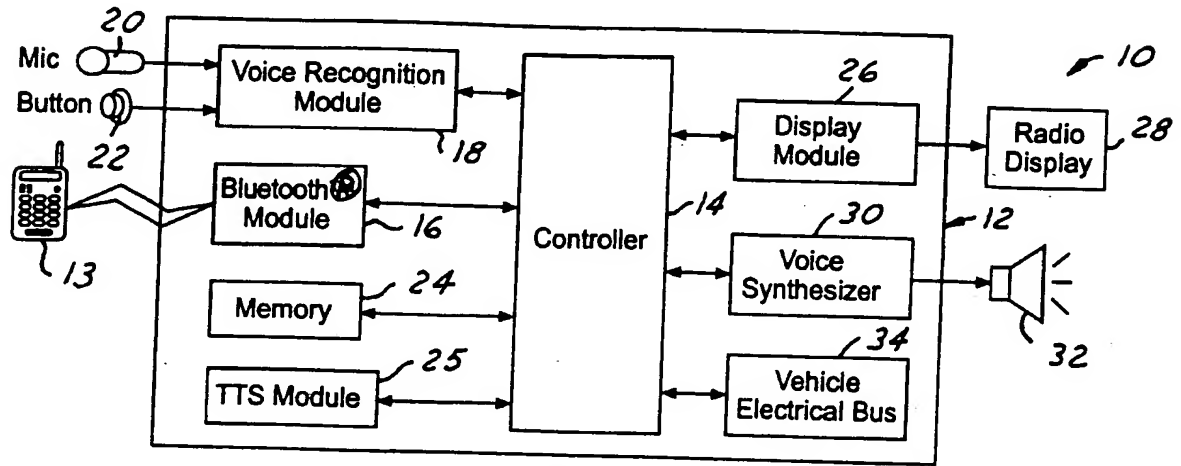 Mic
20
Button
22
13
Voice Recognition
Module
18
Bluetooth
Module
16
Memory
24
TTS Module
25
Controller
14
26
Display
Module
30
Voice
Synthesizer
34
Vehicle
Electrical Bus
10
Radio
Display
28
12
32